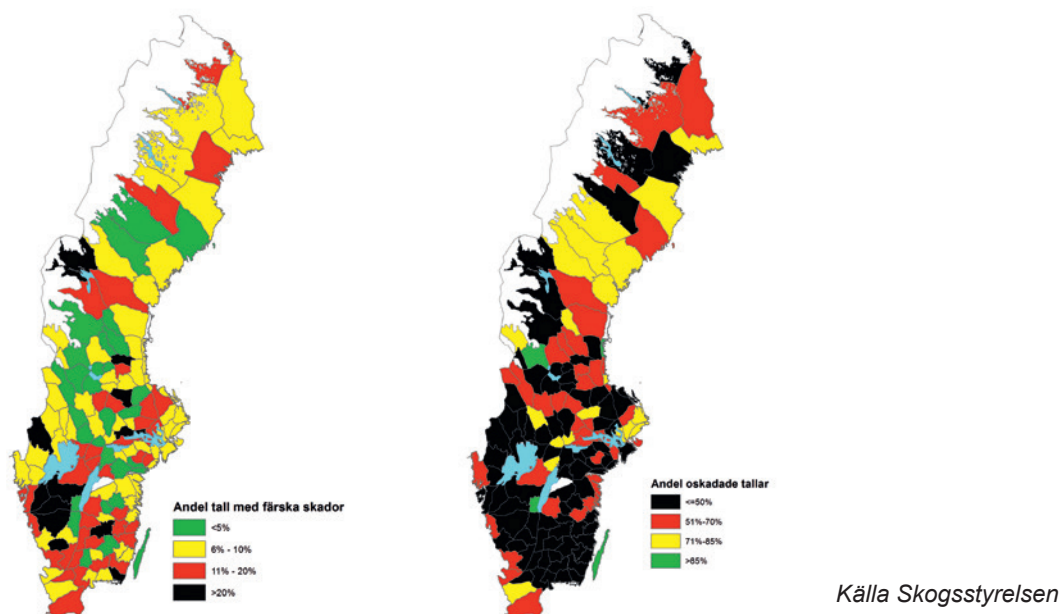 Andel tall med färska skador
<5%
6% - 10%
11% - 20%
>20%
Andel oskadade tallar
<=50%
51%-70%
71%-85%
>85%
Källa Skogsstyrelsen